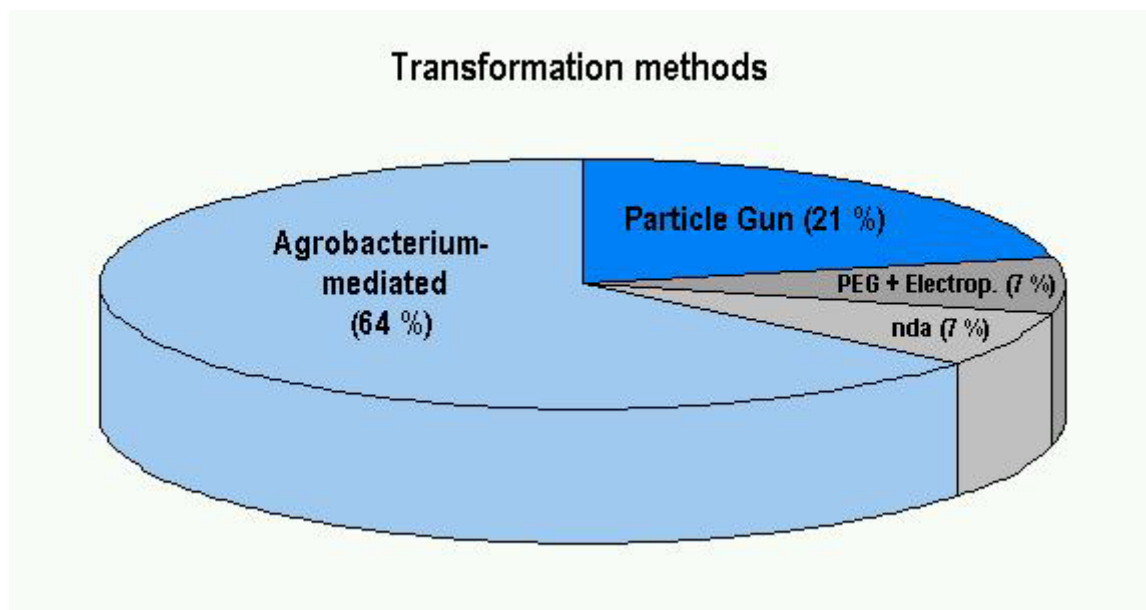 Transformation methods
Agrobacterium-
mediated
(64 %)
Particle Gun (21 %)
PEG + Electrop. (7 %)
nda (7 %)